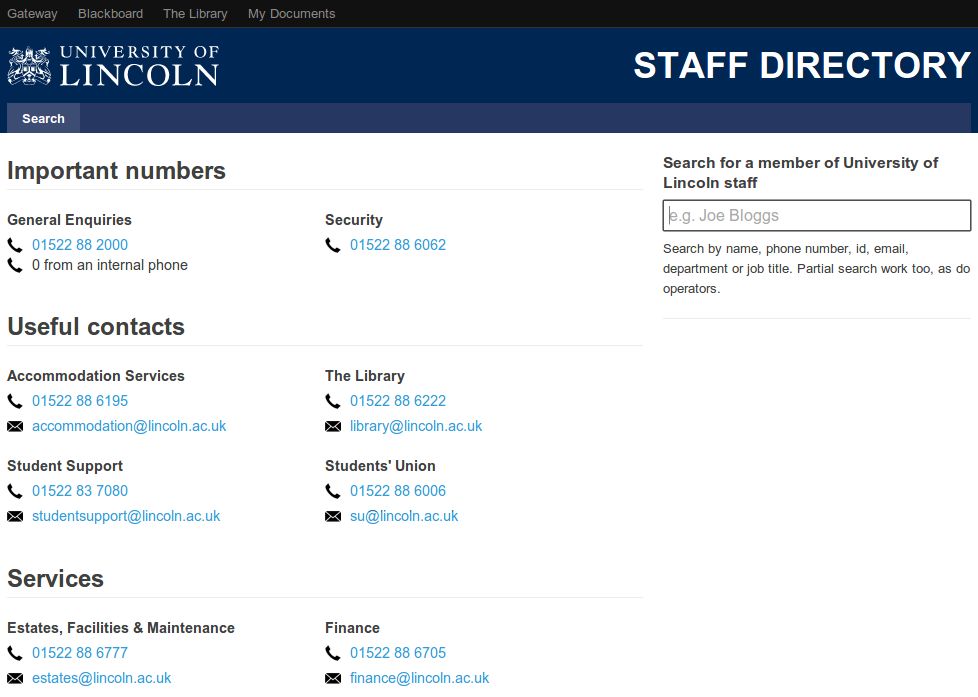 Gateway Blackboard The Library My Documents
UNIVERSITY OF
LINCOLN
STAFF DIRECTORY
Search
Important numbers
General Enquiries
01522 88 2000
0 from an internal phone
Security
01522 88 6062
Useful contacts
Accommodation Services
01522 88 6195
accommodation@lincoln.ac.uk
The Library
01522 88 6222
library@lincoln.ac.uk
Student Support
01522 83 7080
studentsupport@lincoln.ac.uk
Students' Union
01522 88 6006
su@lincoln.ac.uk
Services
Estates, Facilities & Maintenance
01522 88 6777
estates@lincoln.ac.uk
Finance
01522 88 6705
finance@lincoln.ac.uk
Search for a member of University of
Lincoln staff
e.g. Joe Bloggs
Search by name, phone number, id, email,
department or job title. Partial search work too, as do
operators.